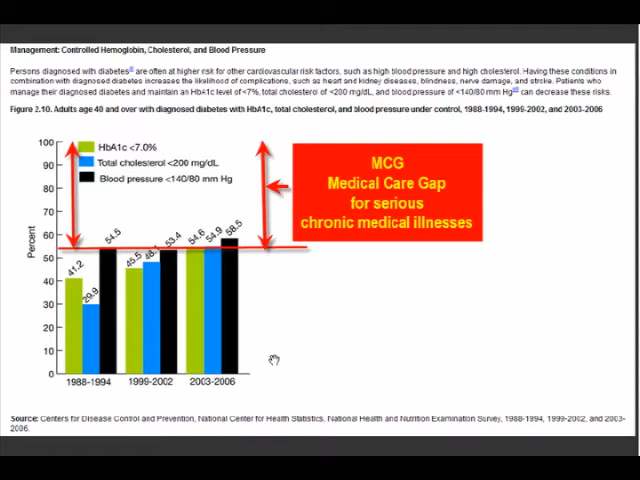 Management: Controlled Hemoglobin, Cholesterol, and Blood Pressure
Persons diagnosed with diabetes are often at higher risk for other cardiovascular risk factors, such as high blood pressure and high cholesterol. Having these conditions in
combination with diagnosed diabetes increases the likelihood of complications, such as heart and kidney diseases, blindness, nerve damage, and stroke. Patients who
manage their diagnosed diabetes and maintain an HbA1c level of <7%, total cholesterol of <200 mg/dL, and blood pressure of <140/80 mm Hg can decrease these risks.
Figure 2.10. Adults age 40 and over with diagnosed diabetes with HbA1c, total cholesterol, and blood pressure under control, 1988-1994, 1999-2002, and 2003-2006
100
90
80
70
60
50
40
30
20
10
0
Percent
HbA1c <7.0%
Total cholesterol <200 mg/dL
Blood pressure <140/80 mm Hg
MCG
Medical Care Gap
for serious
chronic medical illnesses
41.2
29.9
54.5
45.5
48.1
53.4
54.6
54.9
58.5
1988-1994
1999-2002
2003-2006
Source: Centers for Disease Control and Prevention, National Center for Health Statistics, National Health and Nutrition Examination Survey, 1988-1994, 1999-2002, and 2003-
2006.